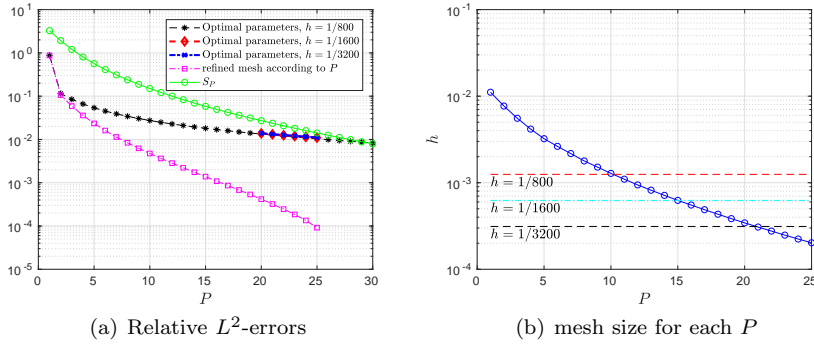 10^1
10^0
10^-1
10^-2
10^-3
10^-4
10^-5
0 5 10 15 20 25 30
P
Optimal parameters, h = 1/800
Optimal parameters, h = 1/1600
Optimal parameters, h = 1/3200
refined mesh according to P
S_P
(a) Relative L^2-errors
10^-1
10^-2
10^-3
10^-4
h
h = 1/800
h = 1/1600
h = 1/3200
0 5 10 15 20 25
P
(b) mesh size for each P